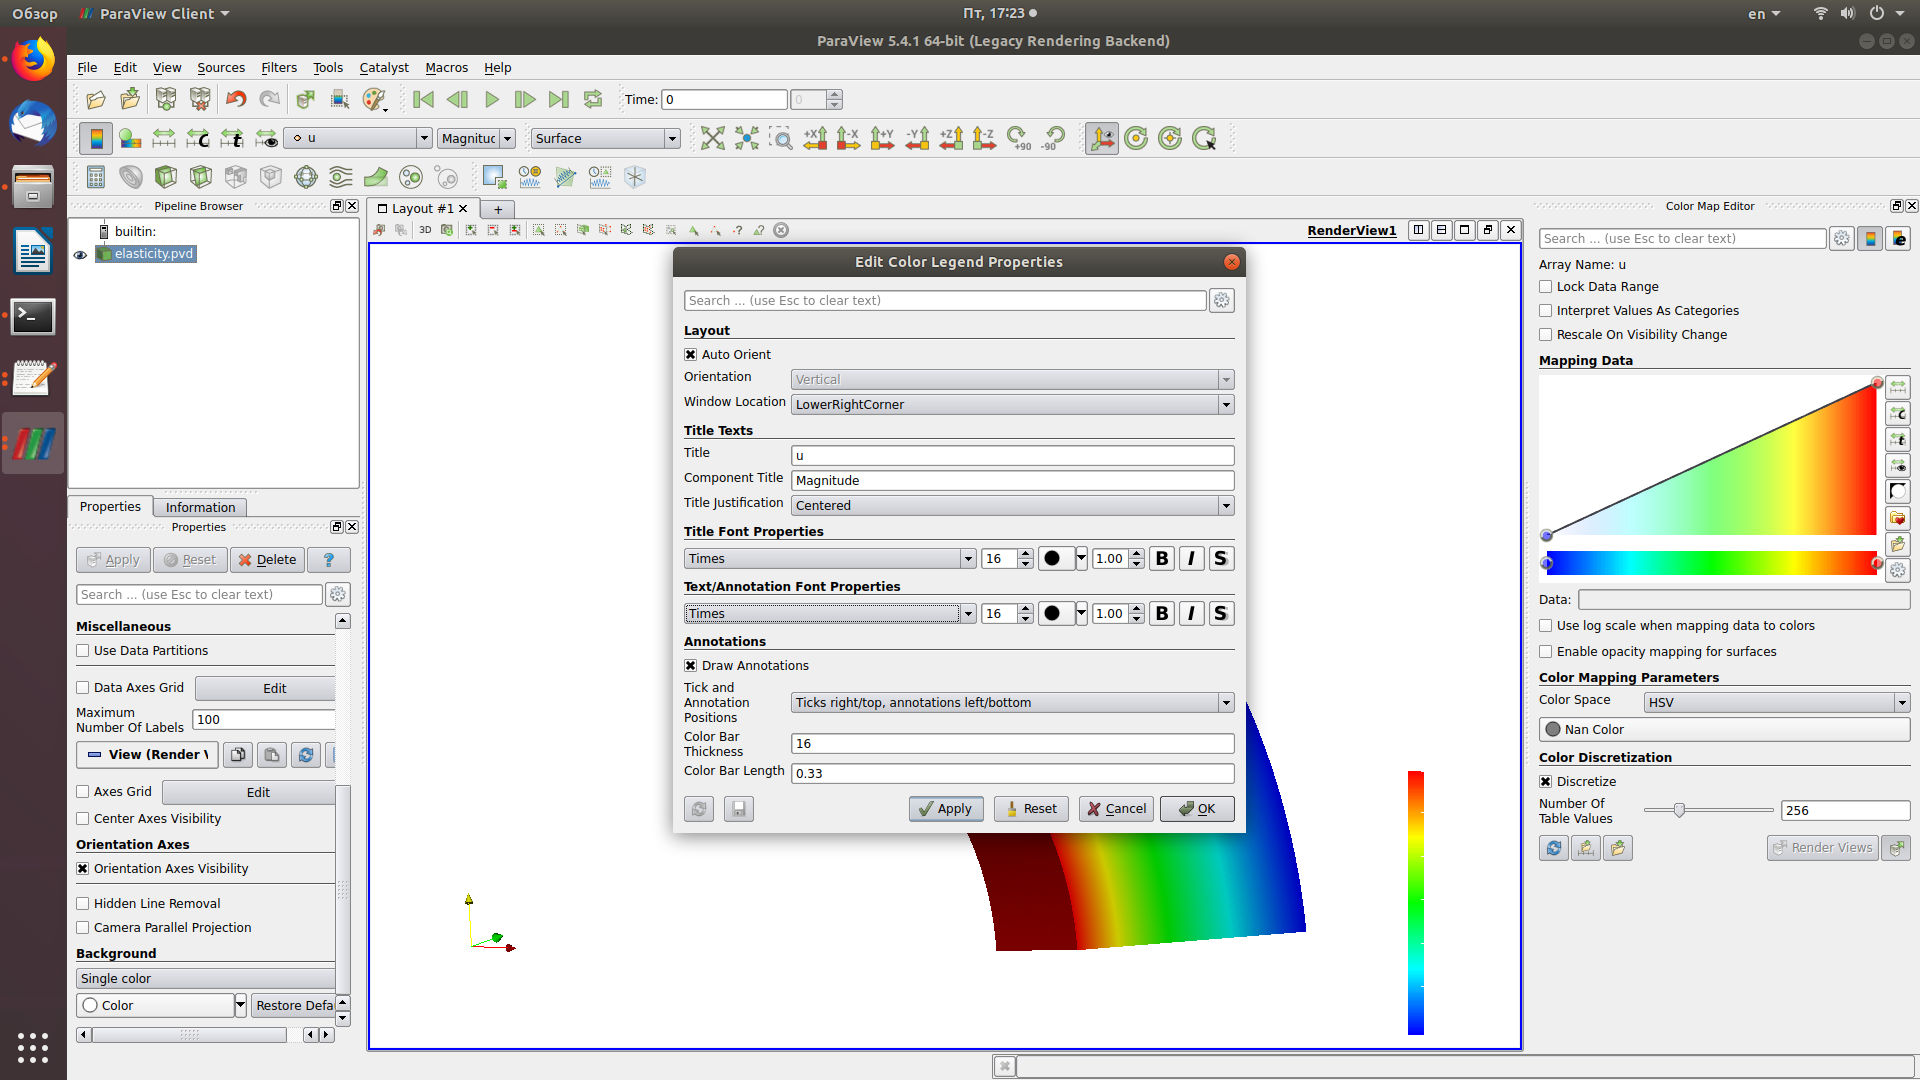 Обзор
ParaView Client
Пт, 17:23
en
ParaView 5.4.1 64-bit (Legacy Rendering Backend)
File Edit View Sources Filters Tools Catalyst Macros Help
Time: 0
0
u
Magnituc
Surface
+X
-X
+Y
-Y
+Z
-Z
+90
-90
Pipeline Browser
builtin:
elasticity.pvd
Layout #1
+
3D
RenderView1
Properties
Information
Properties
Apply
Reset
Delete
?
Search ... (use Esc to clear text)
Miscellaneous
Use Data Partitions
Data Axes Grid
Edit
Maximum
Number Of Labels
100
View (Render V
Axes Grid
Edit
Center Axes Visibility
Orientation Axes
Orientation Axes Visibility
Hidden Line Removal
Camera Parallel Projection
Background
Single color
Color
Restore Defa
Edit Color Legend Properties
Search ... (use Esc to clear text)
Layout
Auto Orient
Orientation
Vertical
Window Location
LowerRightCorner
Title Texts
Title
u
Component Title
Magnitude
Title Justification
Centered
Title Font Properties
Times
16
1.00
B
I
S
Text/Annotation Font Properties
Times
16
1.00
B
I
S
Annotations
Draw Annotations
Tick and
Annotation
Positions
Ticks right/top, annotations left/bottom
Color Bar
Thickness
16
Color Bar Length
0.33
Apply
Reset
Cancel
OK
Color Map Editor
Search ... (use Esc to clear text)
Array Name: u
Lock Data Range
Interpret Values As Categories
Rescale On Visibility Change
Mapping Data
Data:
Use log scale when mapping data to colors
Enable opacity mapping for surfaces
Color Mapping Parameters
Color Space
HSV
Nan Color
Color Discretization
Discretize
Number Of
Table Values
256
Render Views